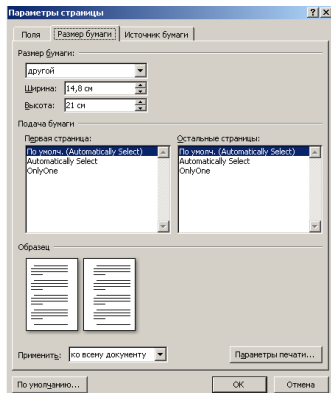 Параметры страницы
Поля Размер бумаги Источник бумаги
Размер бумаги:
другой
Ширина: 14,8 см
Высота: 21 см
Подача бумаги
Первая страница: Остальные страницы:
По умолч. (Automatically Select) По умолч. (Automatically Select)
Automatically Select Automatically Select
OnlyOne OnlyOne
Образец
Применить: ко всему документу Параметры печати...
По умолчанию... ОК Отмена